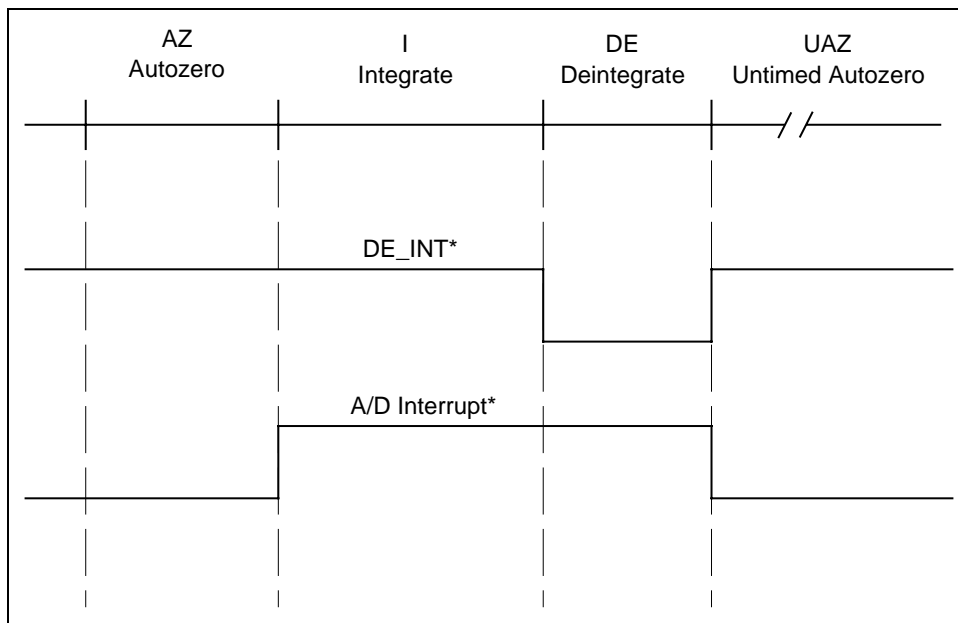 AZ
Autozero
I
Integrate
DE
Deintegrate
UAZ
Untimed Autozero
DE_INT*
A/D Interrupt*